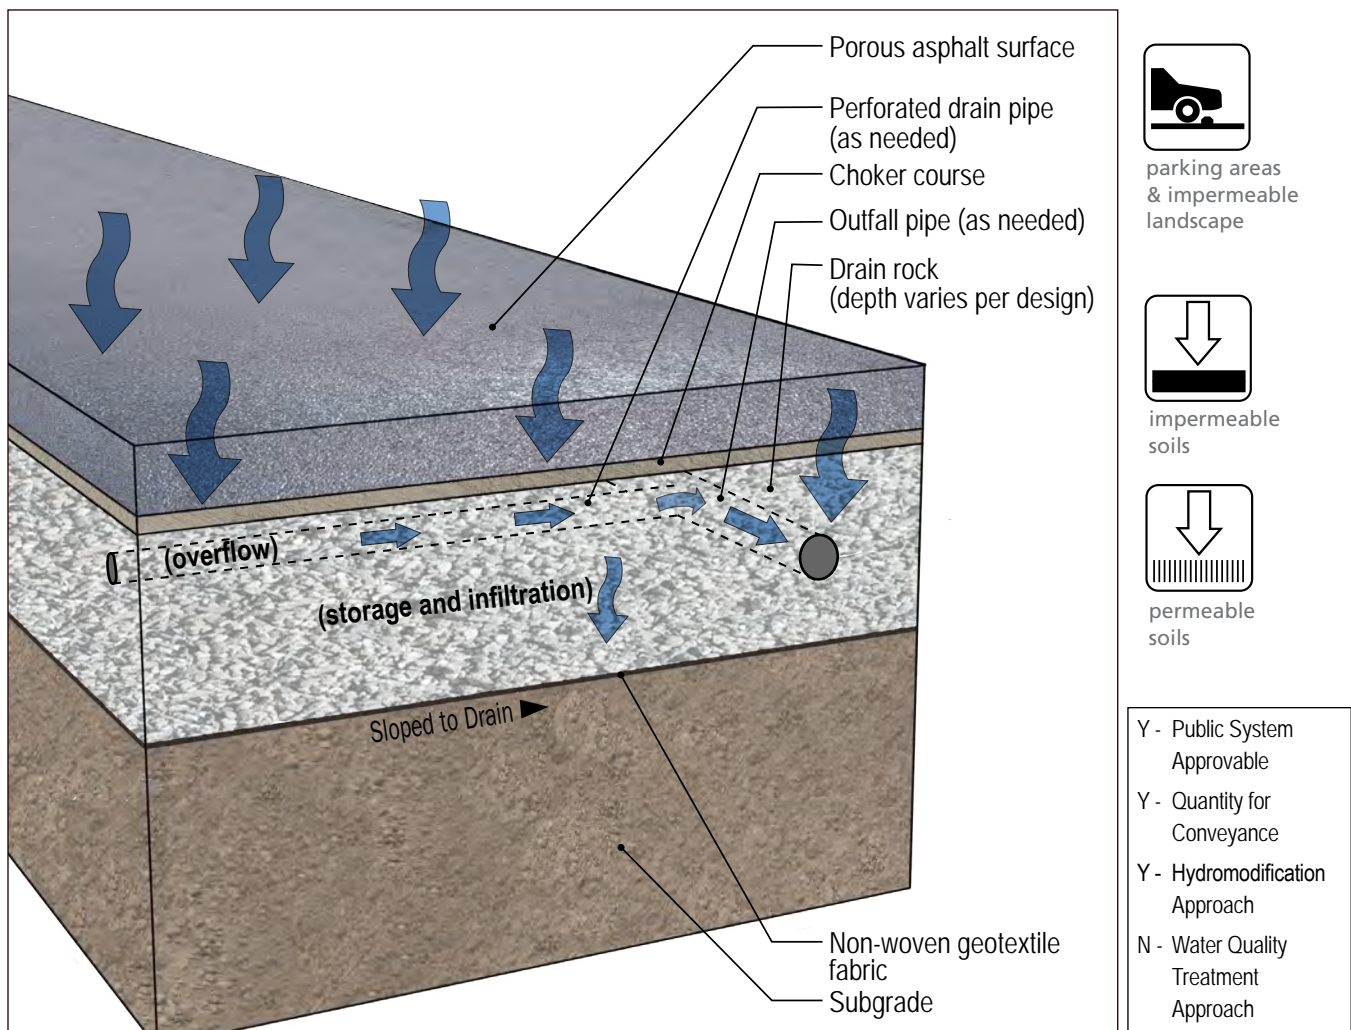 Porous asphalt surface
Perforated drain pipe
(as needed)
Choker course
Outfall pipe (as needed)
Drain rock
(depth varies per design)
(overflow)
(storage and infiltration)
Sloped to Drain
Non-woven geotextile
fabric
Subgrade
parking areas
& impermeable
landscape
impermeable
soils
permeable
soils
Y - Public System
Approvable
Y - Quantity for
Conveyance
Y - Hydromodification
Approach
N - Water Quality
Treatment
Approach